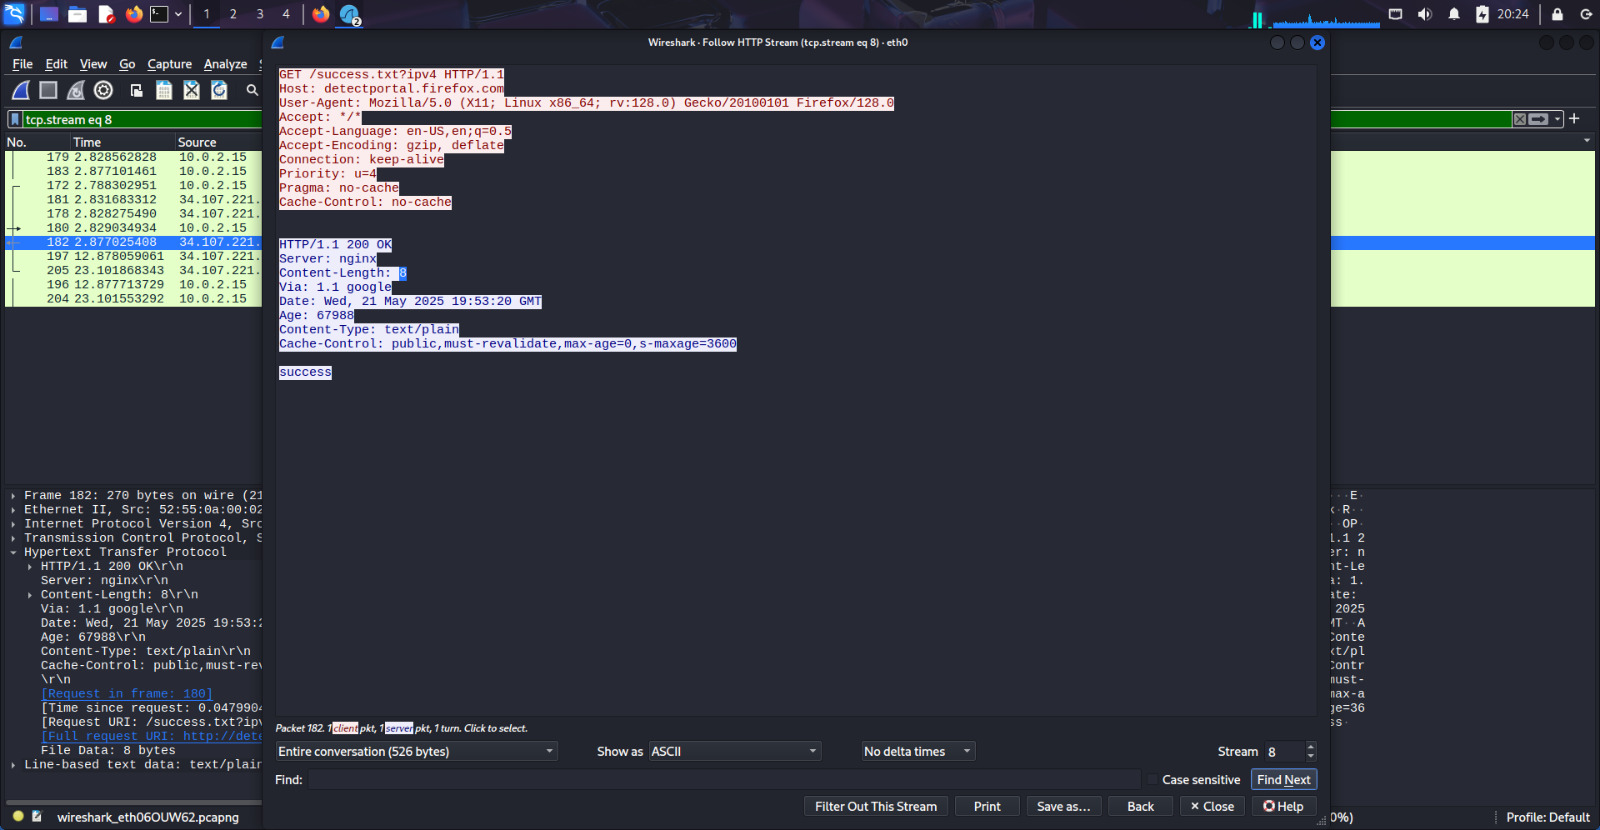 1 2 3 4 2 20:24
Wireshark · Follow HTTP Stream (tcp.stream eq 8) · eth0
File Edit View Go Capture Analyze
tcp.stream eq 8
No. Time Source
179 2.828562828 10.0.2.15
183 2.877101461 10.0.2.15
172 2.788302951 10.0.2.15
181 2.831683312 34.107.221.
178 2.828275490 34.107.221.
180 2.829034934 10.0.2.15
182 2.877025408 34.107.221.
197 12.878059061 34.107.221.
205 23.101868343 34.107.221.
196 12.877713729 10.0.2.15
204 23.101553292 10.0.2.15
GET /success.txt?ipv4 HTTP/1.1
Host: detectportal.firefox.com
User-Agent: Mozilla/5.0 (X11; Linux x86_64; rv:128.0) Gecko/20100101 Firefox/128.0
Accept: */*
Accept-Language: en-US,en;q=0.5
Accept-Encoding: gzip, deflate
Connection: keep-alive
Priority: u=4
Pragma: no-cache
Cache-Control: no-cache
HTTP/1.1 200 OK
Server: nginx
Content-Length: 8
Via: 1.1 google
Date: Wed, 21 May 2025 19:53:20 GMT
Age: 67988
Content-Type: text/plain
Cache-Control: public,must-revalidate,max-age=0,s-maxage=3600
success
Frame 182: 270 bytes on wire (21
Ethernet II, Src: 52:55:0a:00:02
Internet Protocol Version 4, Src
Transmission Control Protocol, S
Hypertext Transfer Protocol
HTTP/1.1 200 OK\r\n
Server: nginx\r\n
Content-Length: 8\r\n
Via: 1.1 google\r\n
Date: Wed, 21 May 2025 19:53:2
Age: 67988\r\n
Content-Type: text/plain\r\n
Cache-Control: public,must-rev
\r\n
[Request in frame: 180]
[Time since request: 0.0479904
[Request URI: /success.txt?ipv
[Full request URI: http://dete
File Data: 8 bytes
Line-based text data: text/plain
···E·
k·R··
··OP·
1.1 2
er: n
nt-Le
a: 1.
ate:
2025
MT··A
Conte
xt/pl
Contr
must-
max-a
ge=36
ss·
Packet 182. 1 client pkt, 1 server pkt, 1 turn. Click to select.
Entire conversation (526 bytes) Show as ASCII No delta times Stream 8
Find: Case sensitive Find Next
Filter Out This Stream Print Save as… Back Close Help
wireshark_eth06OUW62.pcapng 0%) Profile: Default